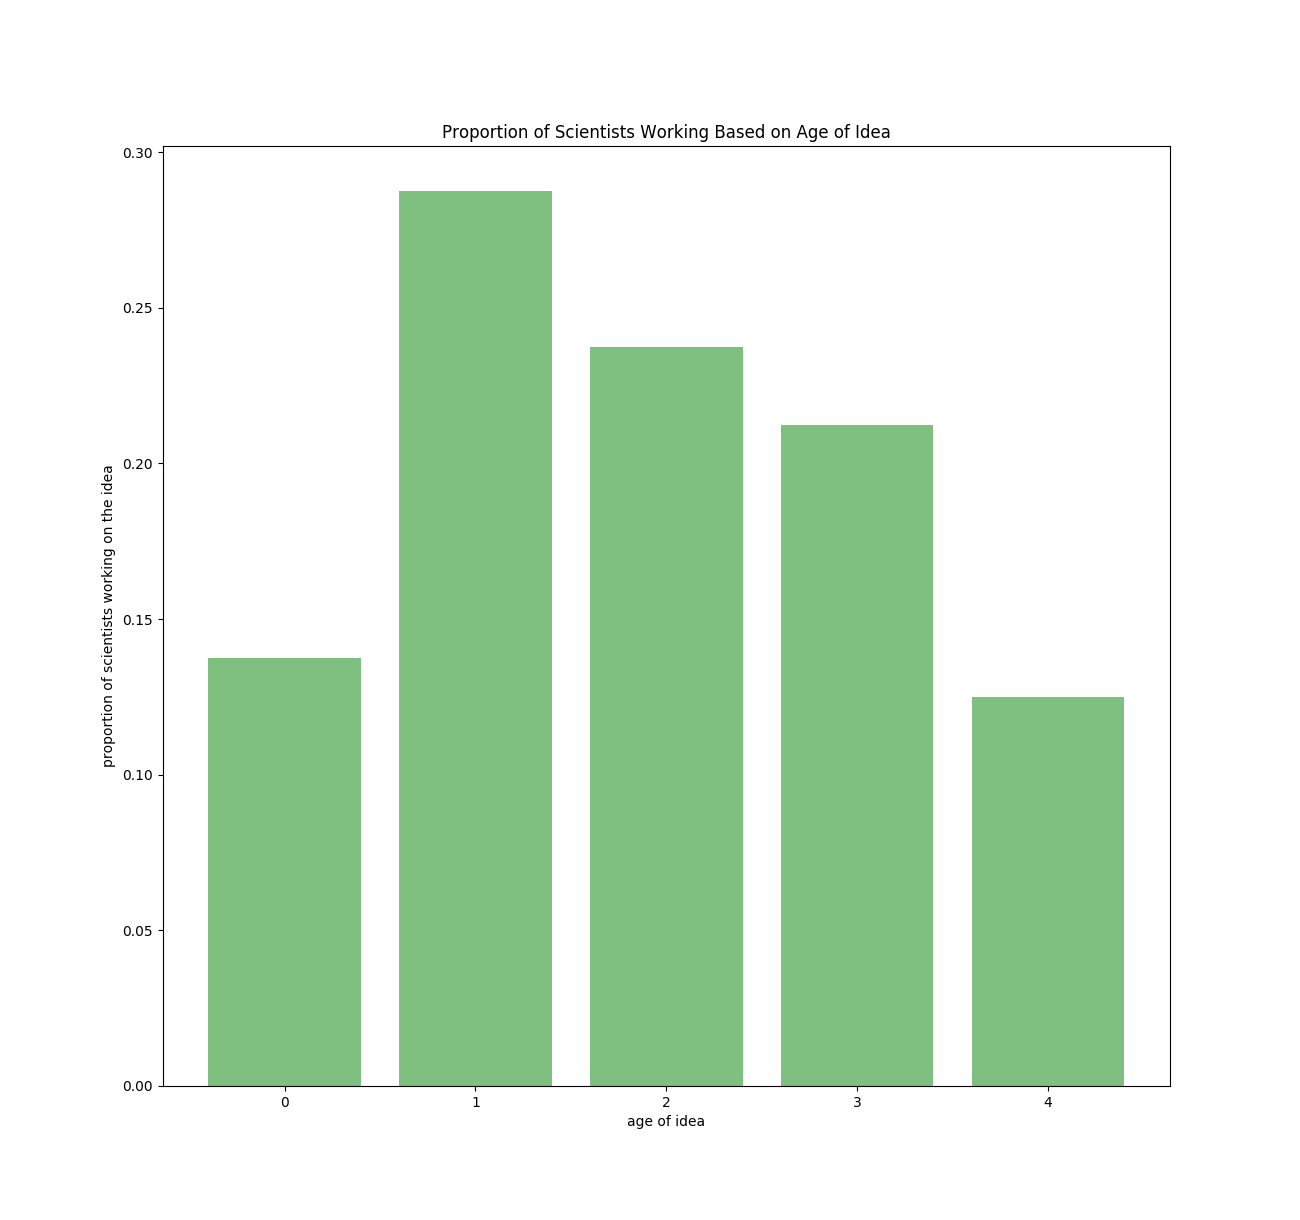 Proportion of Scientists Working Based on Age of Idea
0.30
0.25
0.20
0.15
0.10
0.05
0.00
proportion of scientists working on the idea
0 1 2 3 4
age of idea